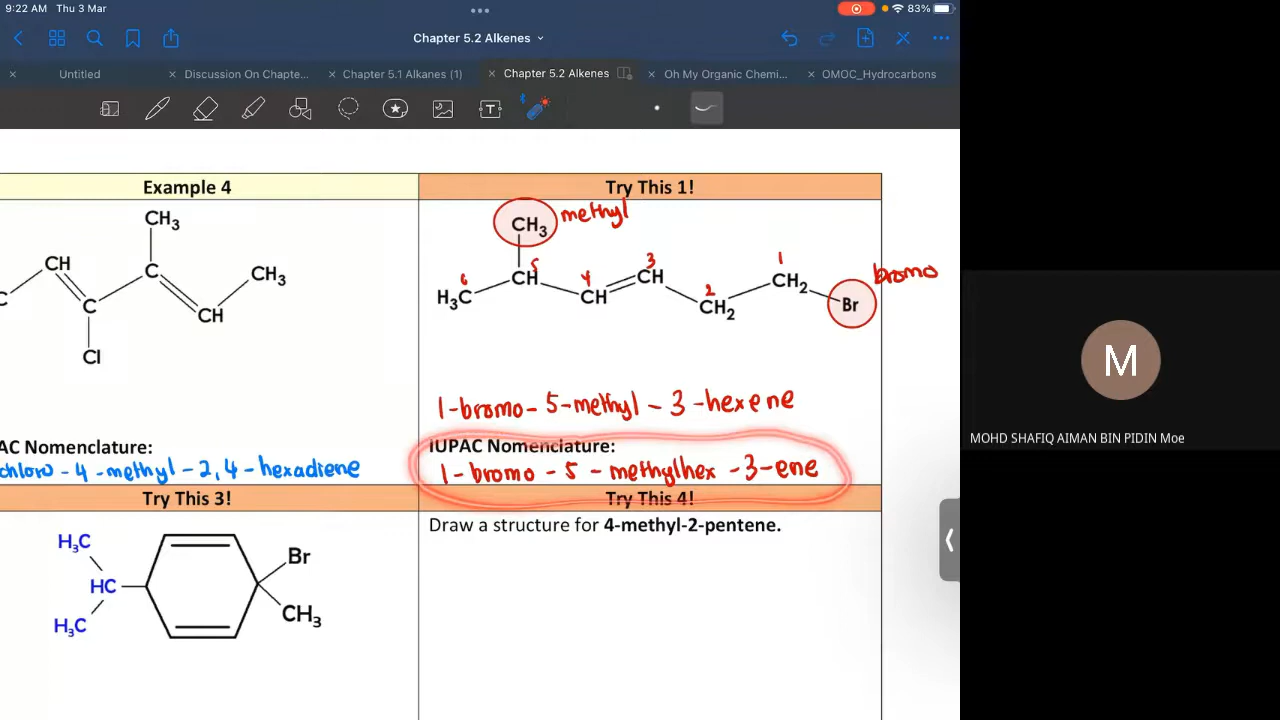 9:22 AM Thu 3 Mar
83%
Chapter 5.2 Alkenes
Untitled
Discussion On Chapte...
Chapter 5.1 Alkanes (1)
Chapter 5.2 Alkenes
Oh My Organic Chemi...
OMOC_Hydrocarbons
Example 4
Try This 1!
CH3
CH
C
CH3
C
CH
Cl
CH3 methyl
6 5 4 3 2 1
bromo
H3C
CH
CH
CH
CH2
CH2
Br
1-bromo-5-methyl-3-hexene
AC Nomenclature:
chloro-4-methyl-2,4-hexadiene
IUPAC Nomenclature:
1-bromo-5-methylhex-3-ene
Try This 3!
Try This 4!
H3C
HC
H3C
Br
CH3
Draw a structure for 4-methyl-2-pentene.
M
MOHD SHAFIQ AIMAN BIN PIDIN Moe